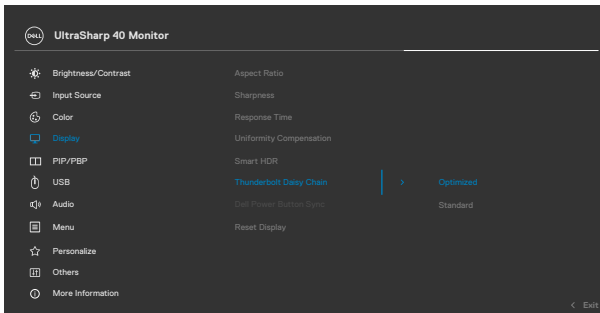 DELL UltraSharp 40 Monitor
Brightness/Contrast
Input Source
Color
Display
PIP/PBP
USB
Audio
Menu
Personalize
Others
More Information
Aspect Ratio
Sharpness
Response Time
Uniformity Compensation
Smart HDR
Thunderbolt Daisy Chain
Dell Power Button Sync
Reset Display
Optimized
Standard
Exit